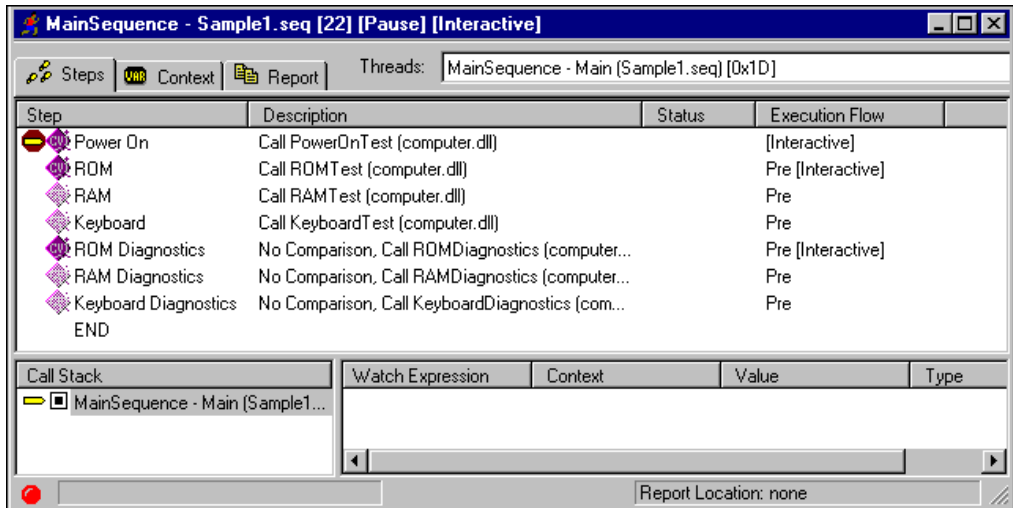 MainSequence - Sample1.seq [22] [Pause] [Interactive]
Steps Context Report Threads: MainSequence - Main (Sample1.seq) [0x1D]
Step Description Status Execution Flow
Power On Call PowerOnTest (computer.dll) [Interactive]
ROM Call ROMTest (computer.dll) Pre [Interactive]
RAM Call RAMTest (computer.dll) Pre
Keyboard Call KeyboardTest (computer.dll) Pre
ROM Diagnostics No Comparison, Call ROMDiagnostics (computer... Pre [Interactive]
RAM Diagnostics No Comparison, Call RAMDiagnostics (computer... Pre
Keyboard Diagnostics No Comparison, Call KeyboardDiagnostics (com... Pre
END
Call Stack Watch Expression Context Value Type
MainSequence - Main (Sample1...
Report Location: none